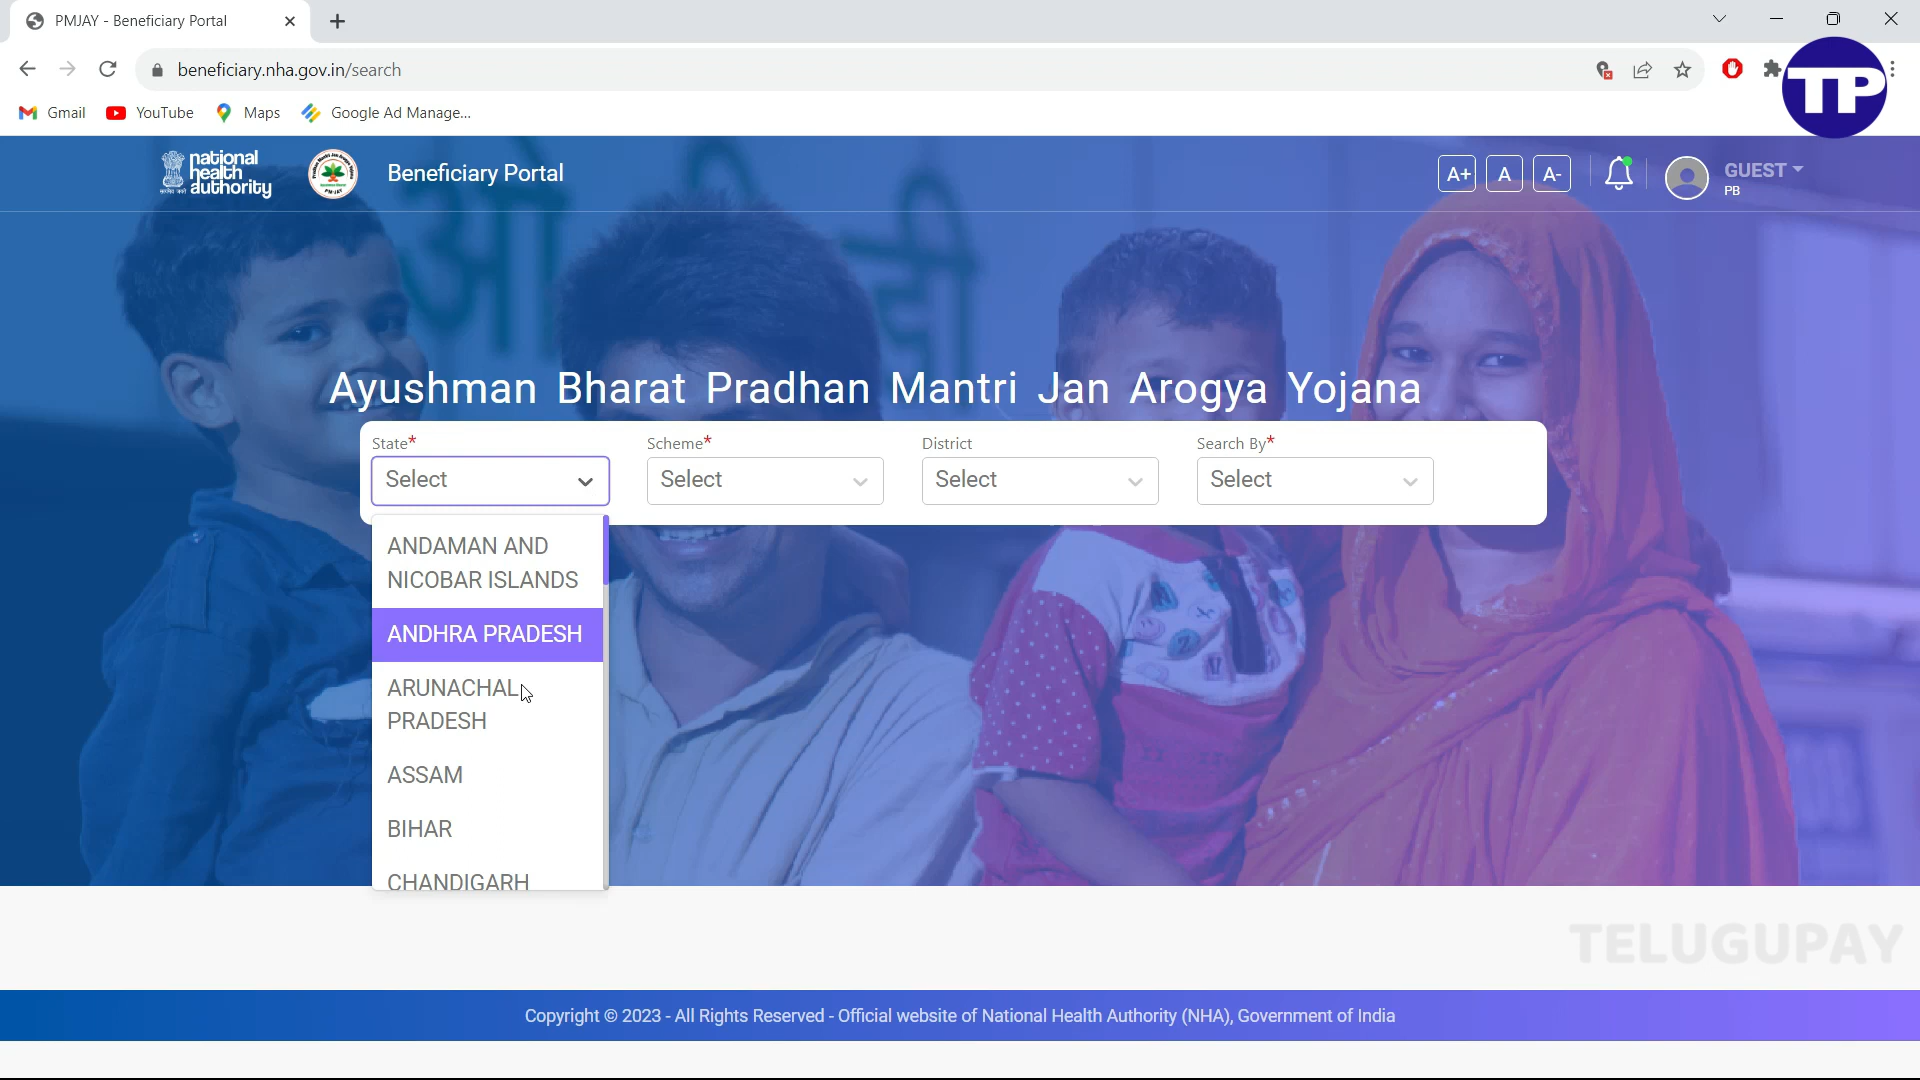 PMJAY - Beneficiary Portal
beneficiary.nha.gov.in/search
TP
Gmail
YouTube
Maps
Google Ad Manage...
national
health
authority
Beneficiary Portal
A+
A
A-
GUEST
PB
Ayushman Bharat Pradhan Mantri Jan Arogya Yojana
State*
Scheme*
District
Search By*
Select
Select
Select
Select
ANDAMAN AND
NICOBAR ISLANDS
ANDHRA PRADESH
ARUNACHAL
PRADESH
ASSAM
BIHAR
CHANDIGARH
TELUGUPAY
Copyright © 2023 - All Rights Reserved - Official website of National Health Authority (NHA), Government of India